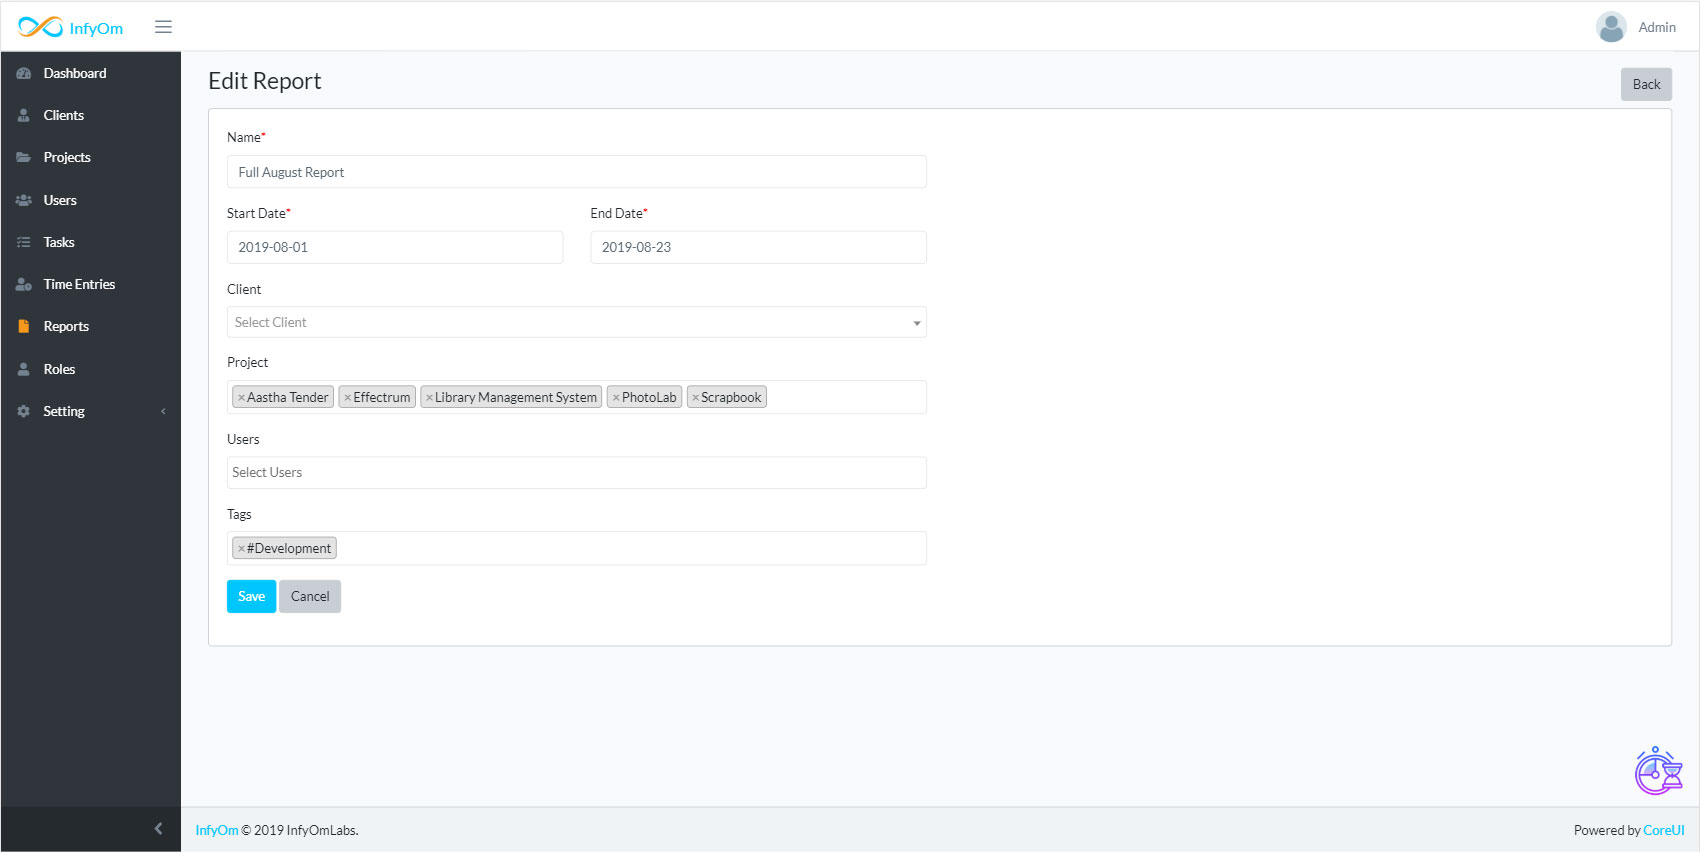 InfyOm
Admin
Dashboard
Clients
Projects
Users
Tasks
Time Entries
Reports
Roles
Setting
Edit Report
Back
Name*
Full August Report
Start Date* End Date*
2019-08-01 2019-08-23
Client
Select Client
Project
×Aastha Tender ×Effectrum ×Library Management System ×PhotoLab ×Scrapbook
Users
Select Users
Tags
×#Development
Save Cancel
InfyOm © 2019 InfyOmLabs. Powered by CoreUI